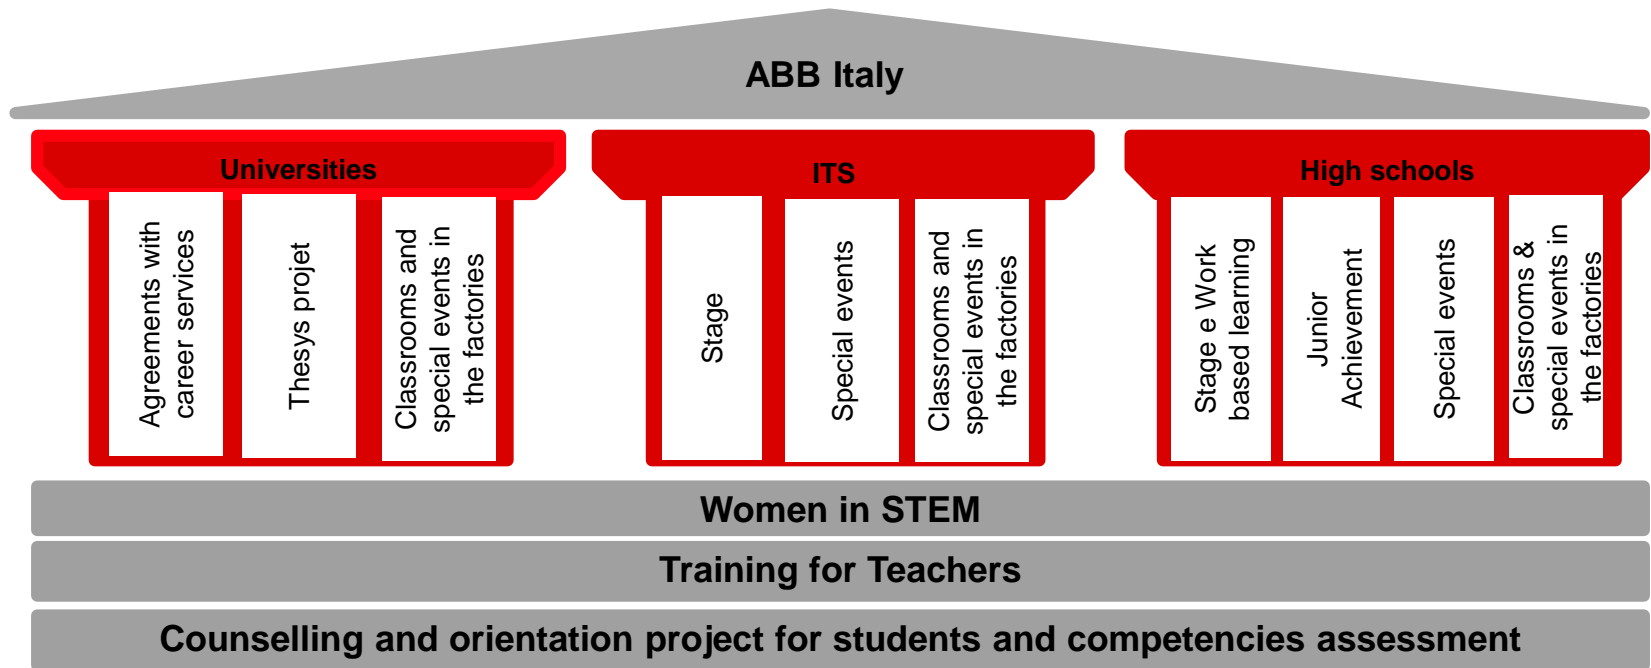 ABB Italy
Universities
Agreements with
career services
Thesys projet
Classrooms and
special events in
the factories
ITS
Stage
Special events
Classrooms and
special events in
the factories
High schools
Stage e Work
based learning
Junior
Achievement
Special events
Classrooms &
special events in
the factories
Women in STEM
Training for Teachers
Counselling and orientation project for students and competencies assessment